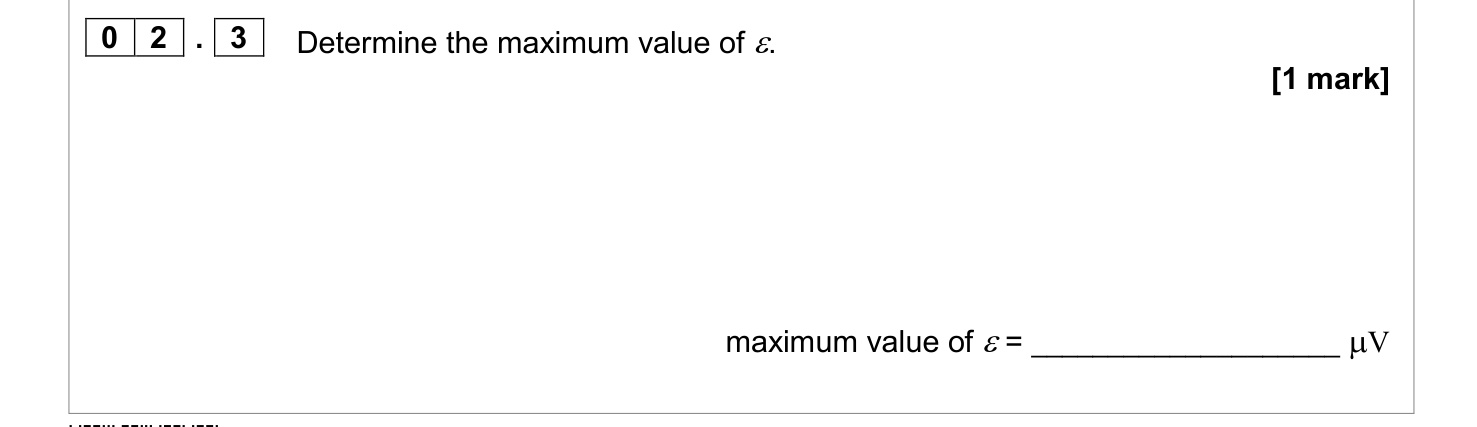 0 2 . 3 Determine the maximum value of ε.
[1 mark]
maximum value of ε = ____________________ µV